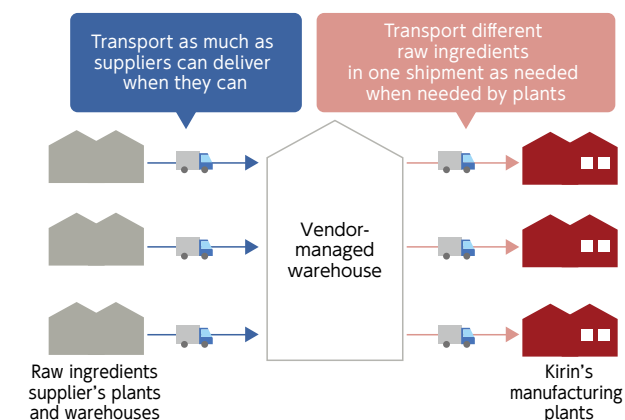 Transport as much as
suppliers can deliver
when they can
Transport different
raw ingredients
in one shipment as needed
when needed by plants
Vendor-
managed
warehouse
Raw ingredients
supplier's plants
and warehouses
Kirin's
manufacturing
plants